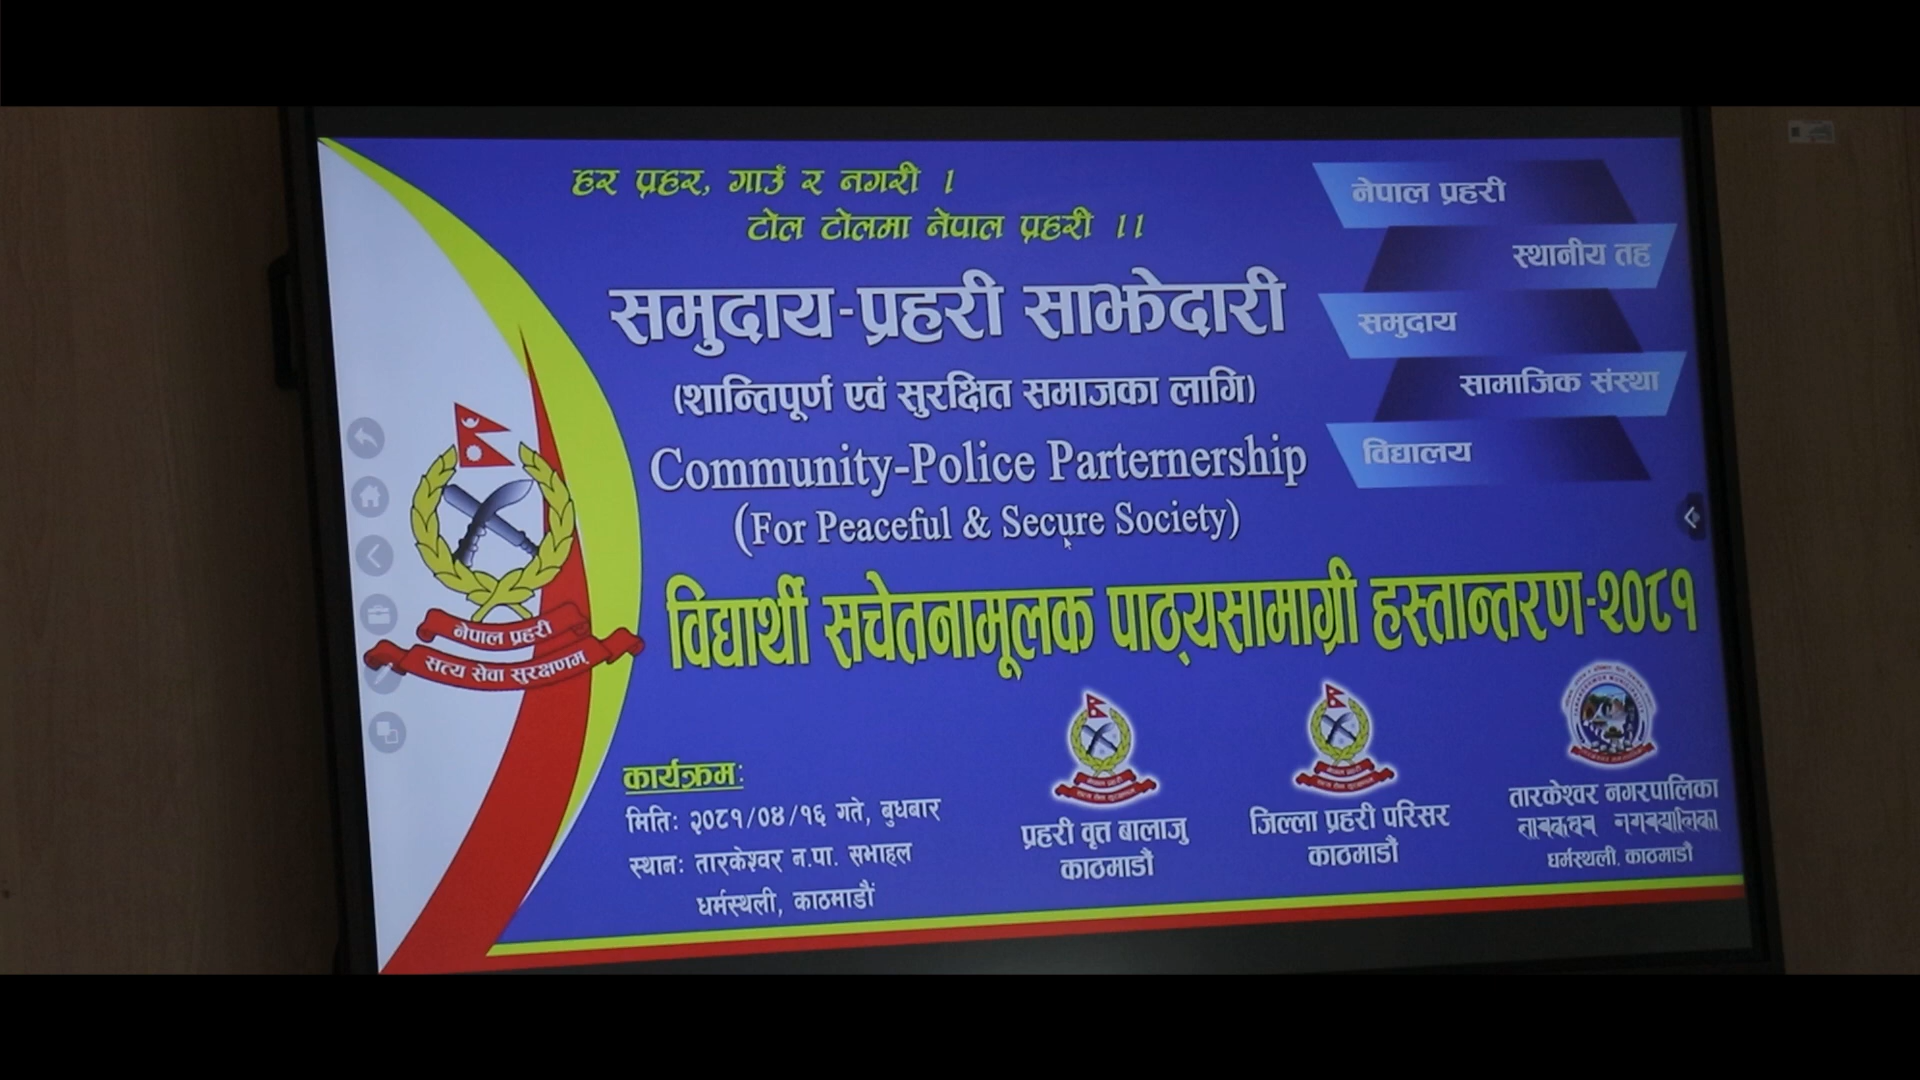 हर प्रहर, गाउँ र नगरी ।
टोल टोलमा नेपाल प्रहरी ।।
समुदाय-प्रहरी साझेदारी
(शान्तिपूर्ण एवं सुरक्षित समाजका लागि)
Community-Police Parternership
(For Peaceful & Secure Society)
नेपाल प्रहरी
स्थानीय तह
समुदाय
सामाजिक संस्था
विद्यालय
नेपाल प्रहरी
सत्य सेवा सुरक्षणम्
विद्यार्थी सचेतनामूलक पाठ्यसामाग्री हस्तान्तरण-२०८१
कार्यक्रम:
मिति: २०८१/०४/१६ गते, बुधबार
स्थान: तारकेश्वर न.पा. सभाहल
धर्मस्थली, काठमाडौं
प्रहरी वृत्त बालाजु
काठमाडौं
जिल्ला प्रहरी परिसर
काठमाडौं
तारकेश्वर नगरपालिका
धर्मस्थली, काठमाडौं